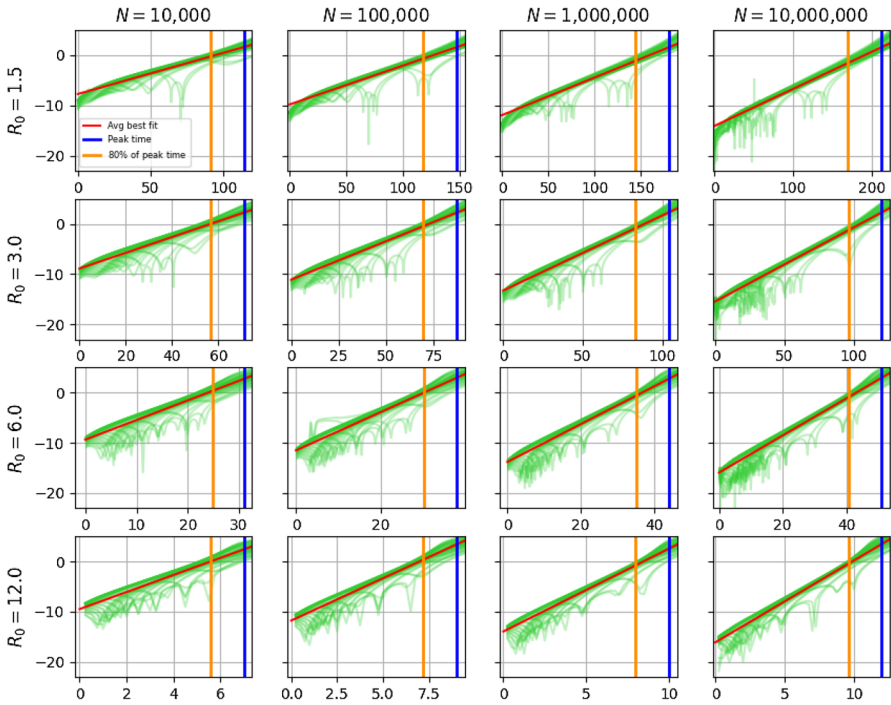 N = 10,000 N = 100,000 N = 1,000,000 N = 10,000,000
R₀ = 1.5
0
−10
−20
Avg best fit
Peak time
80% of peak time
0 50 100 0 50 100 150 0 50 100 150 0 100 200
R₀ = 3.0
0
−10
−20
0 20 40 60 0 25 50 75 0 50 100 0 50 100
R₀ = 6.0
0
−10
−20
0 10 20 30 0 20 0 20 40 0 20 40
R₀ = 12.0
0
−10
−20
0 2 4 6 0.0 2.5 5.0 7.5 0 5 10 0 5 10